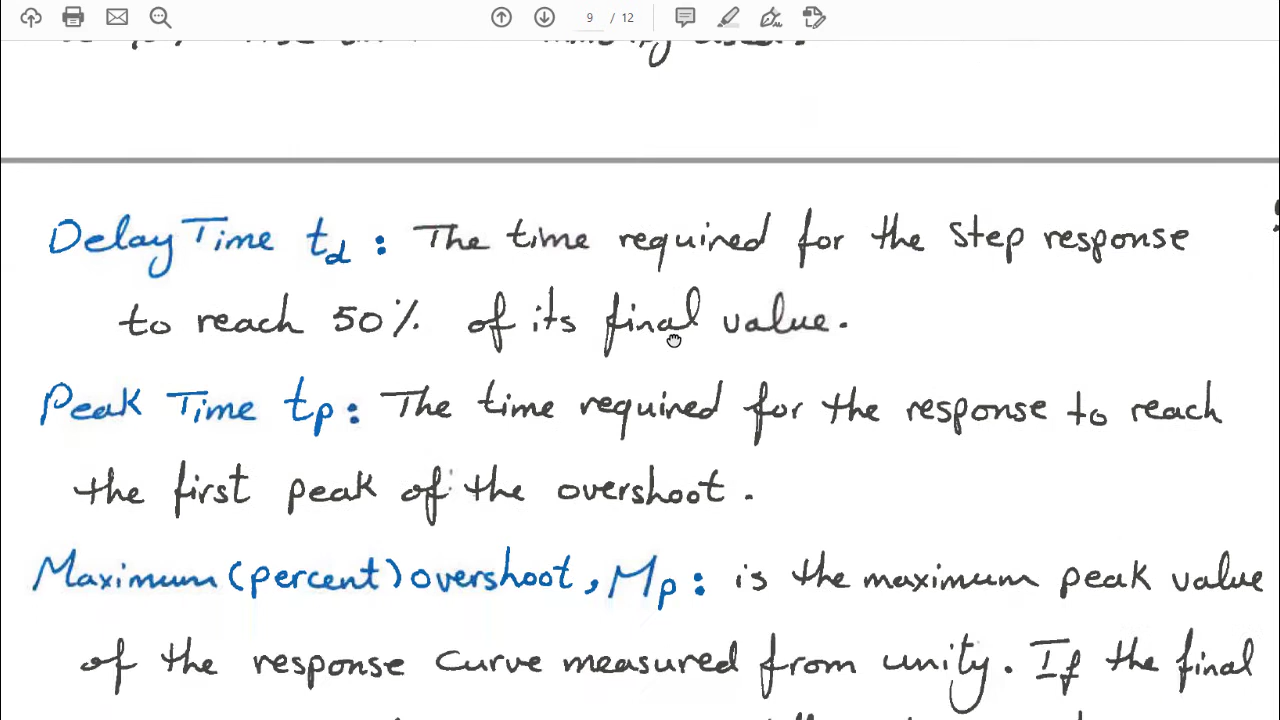 9 / 12
Delay Time td : The time required for the step response
to reach 50% of its final value.
Peak Time tp : The time required for the response to reach
the first peak of the overshoot.
Maximum (percent) overshoot, Mp : is the maximum peak value
of the response curve measured from unity. If the final